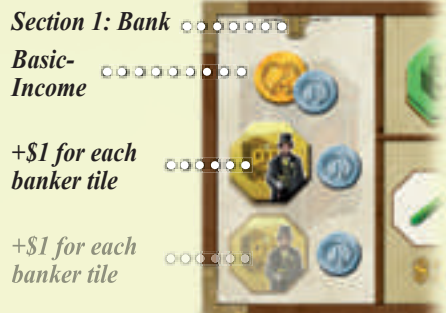 Section 1: Bank
Basic-
Income
+$1 for each
banker tile
+$1 for each
banker tile